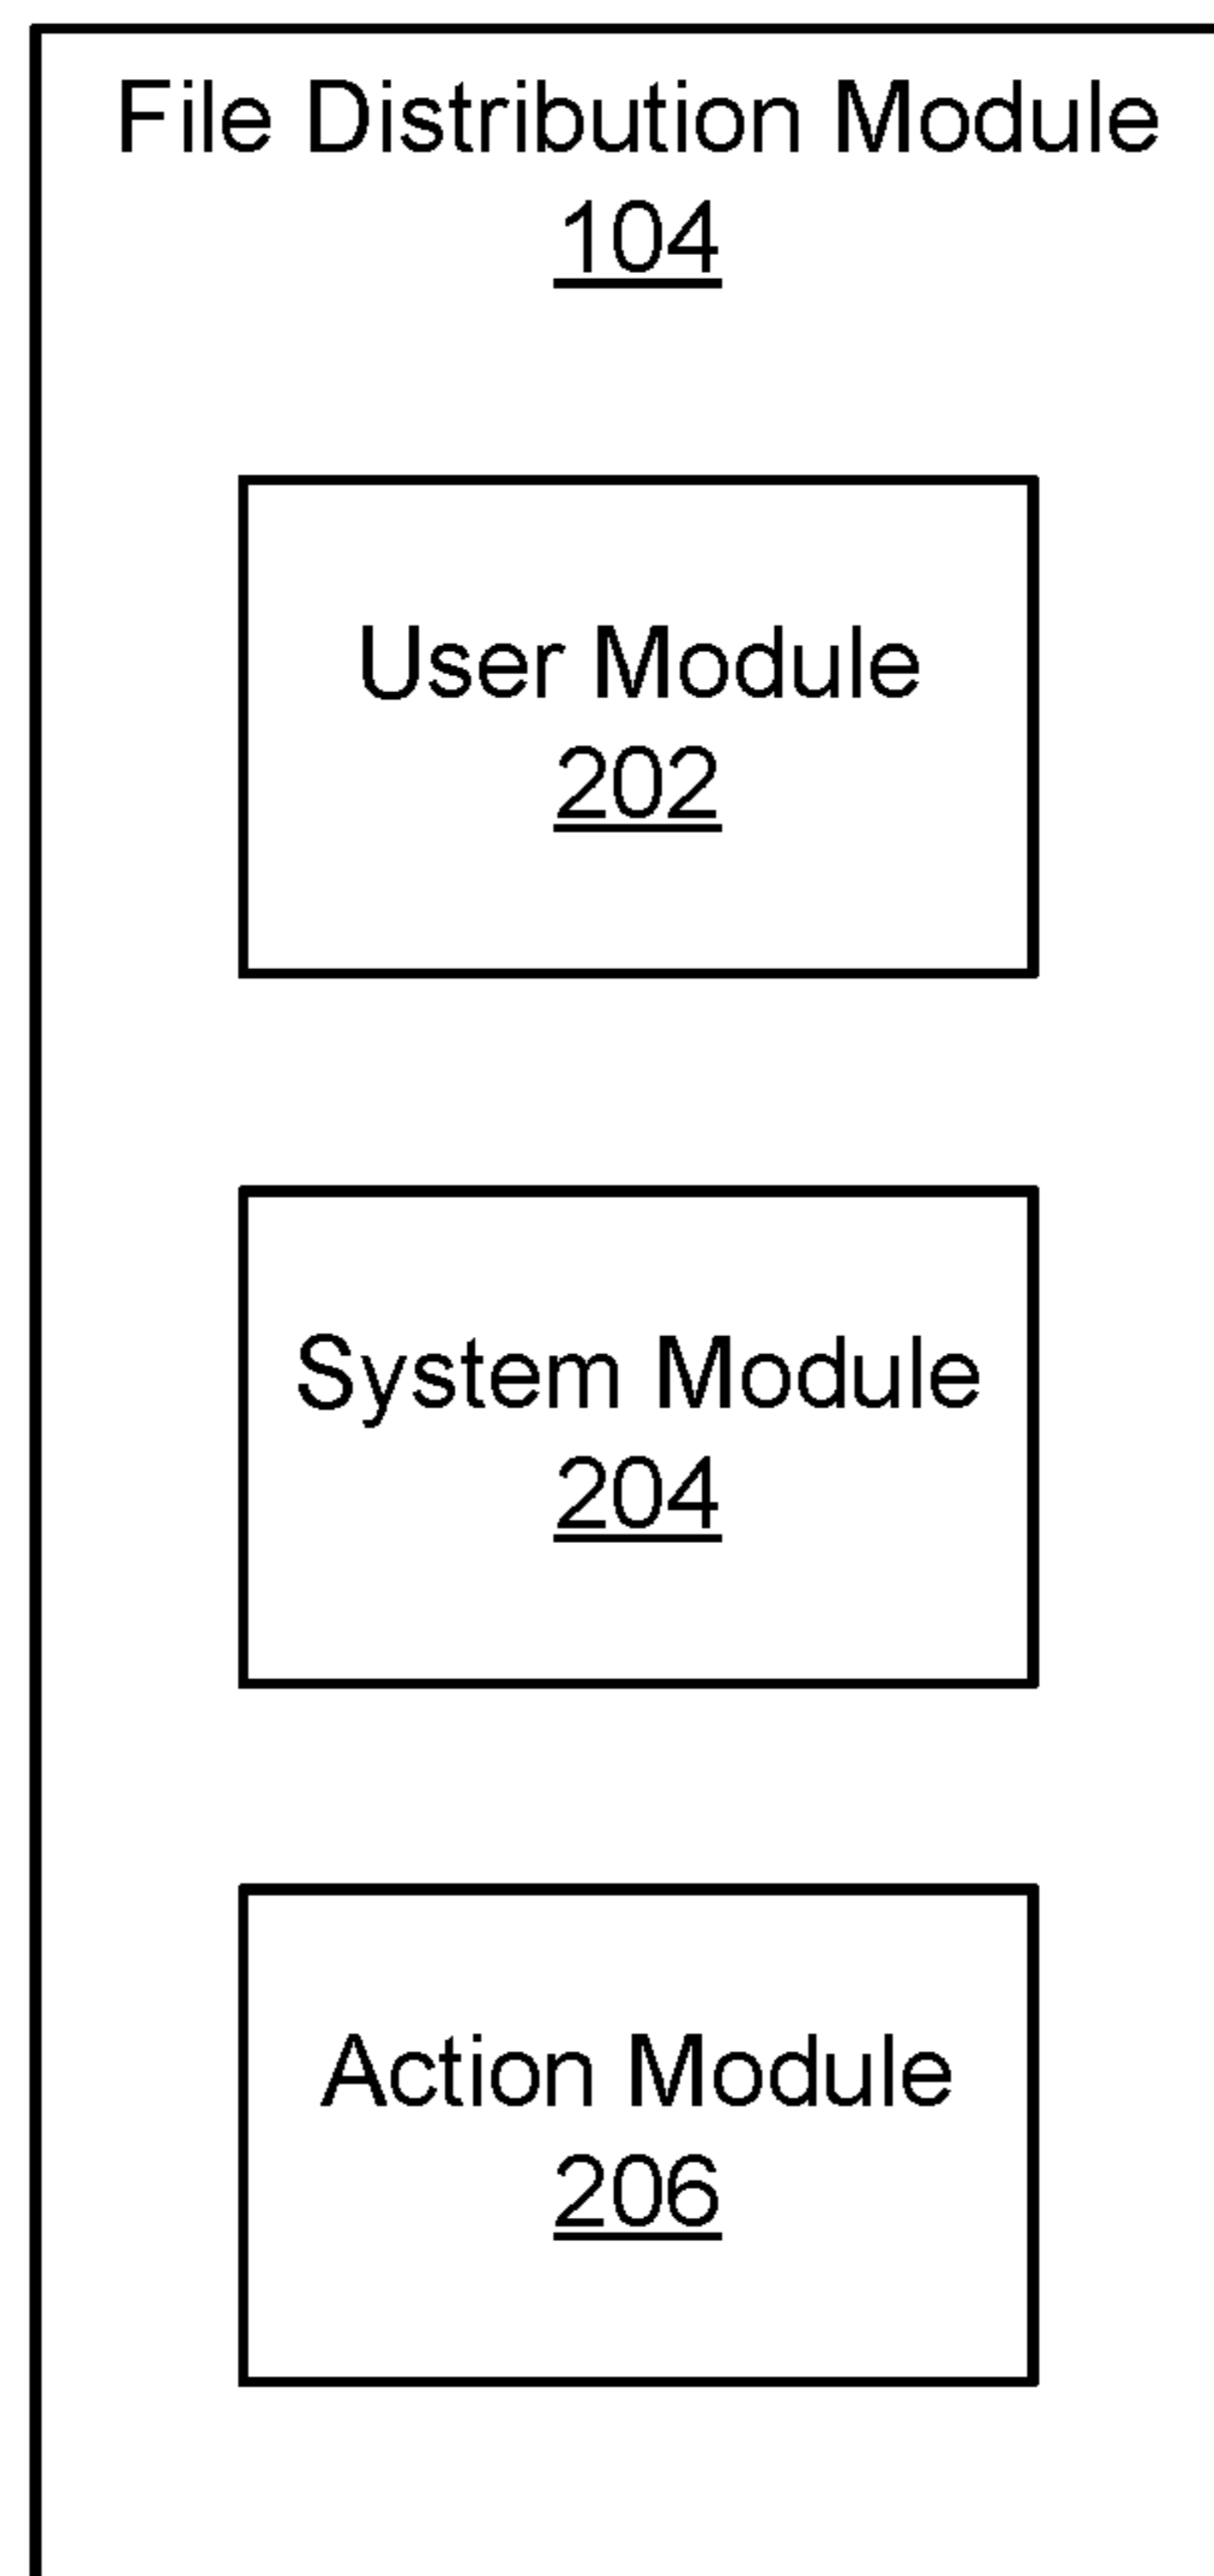 File Distribution Module
104
User Module
202
System Module
204
Action Module
206